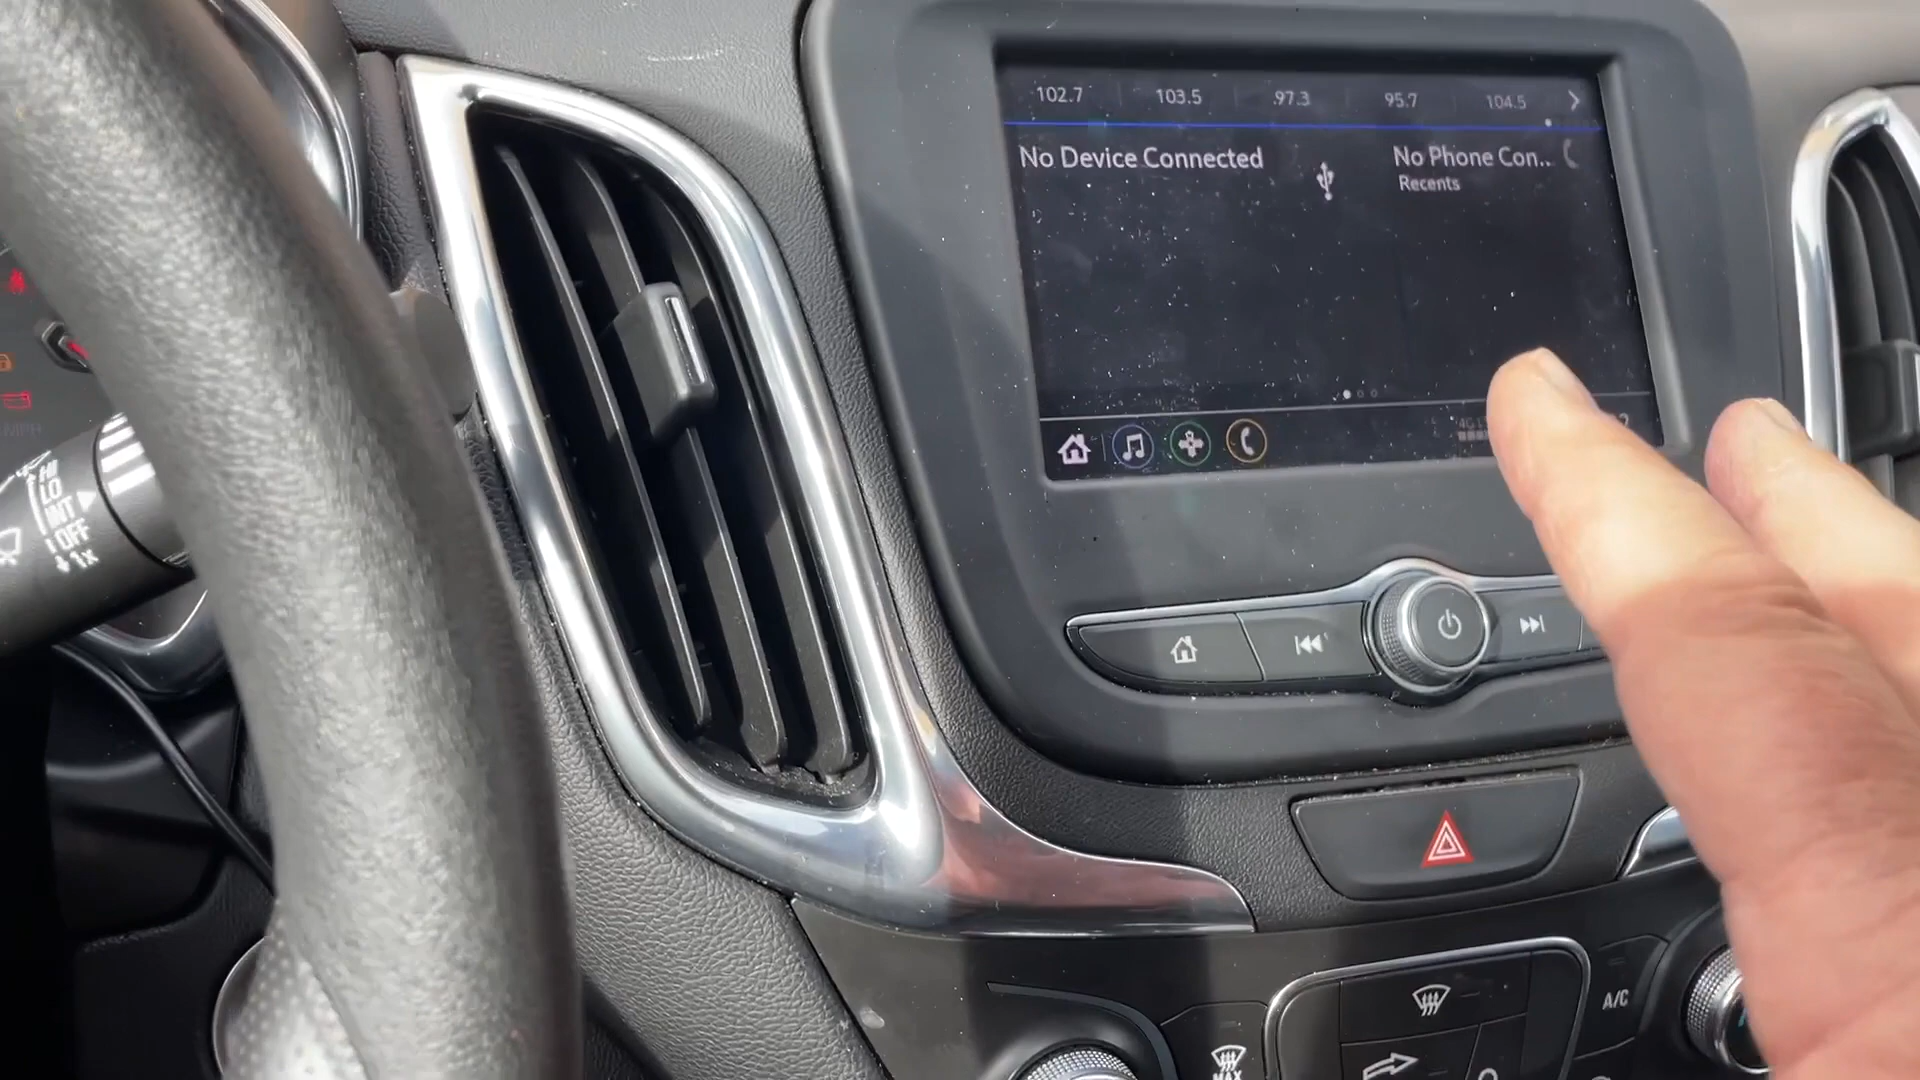 102.7 103.5 97.3 95.7 104.5
No Device Connected
No Phone Con..
Recents
HI
LO
INT
OFF
1x
A/C
MAX